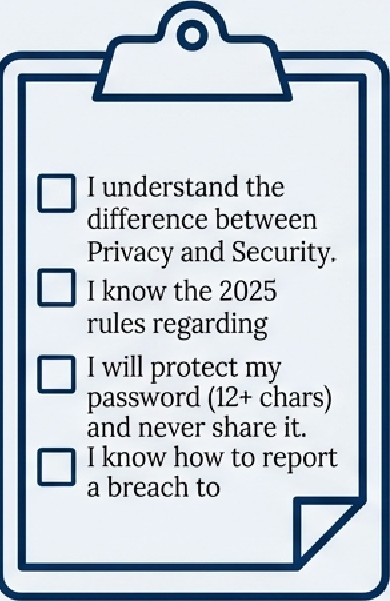 I understand the
difference between
Privacy and Security.
I know the 2025
rules regarding
I will protect my
password (12+ chars)
and never share it.
I know how to report
a breach to